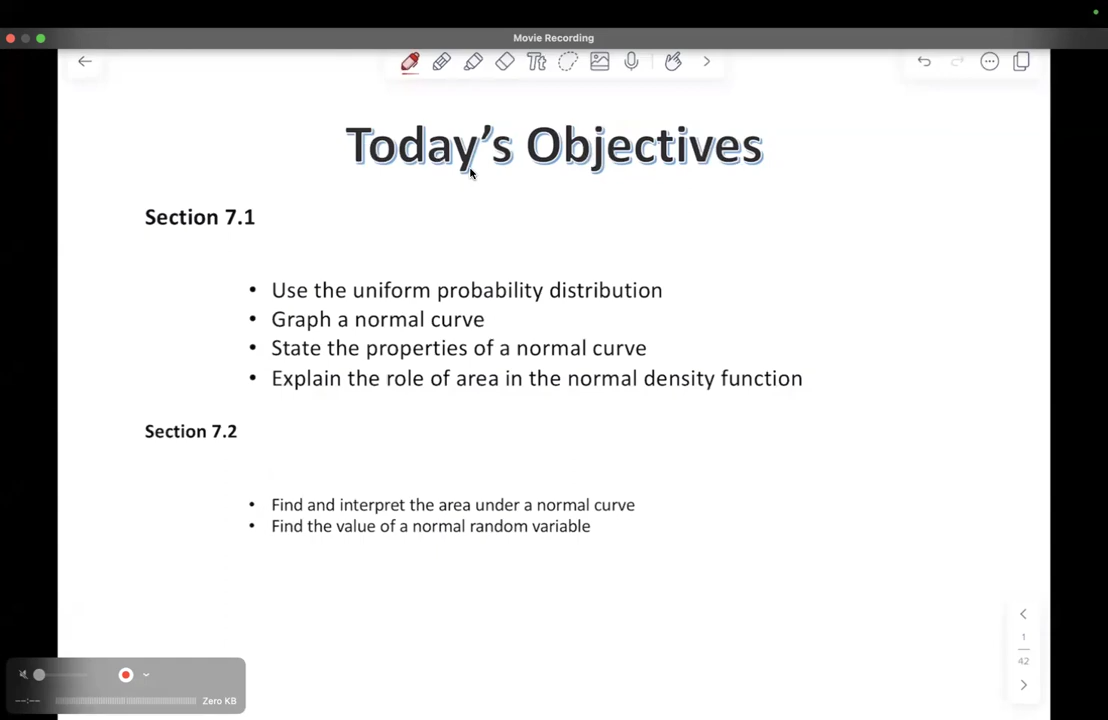 Movie Recording
Tt
Today's Objectives
Section 7.1
• Use the uniform probability distribution
• Graph a normal curve
• State the properties of a normal curve
• Explain the role of area in the normal density function
Section 7.2
• Find and interpret the area under a normal curve
• Find the value of a normal random variable
1
42
--:--
Zero KB